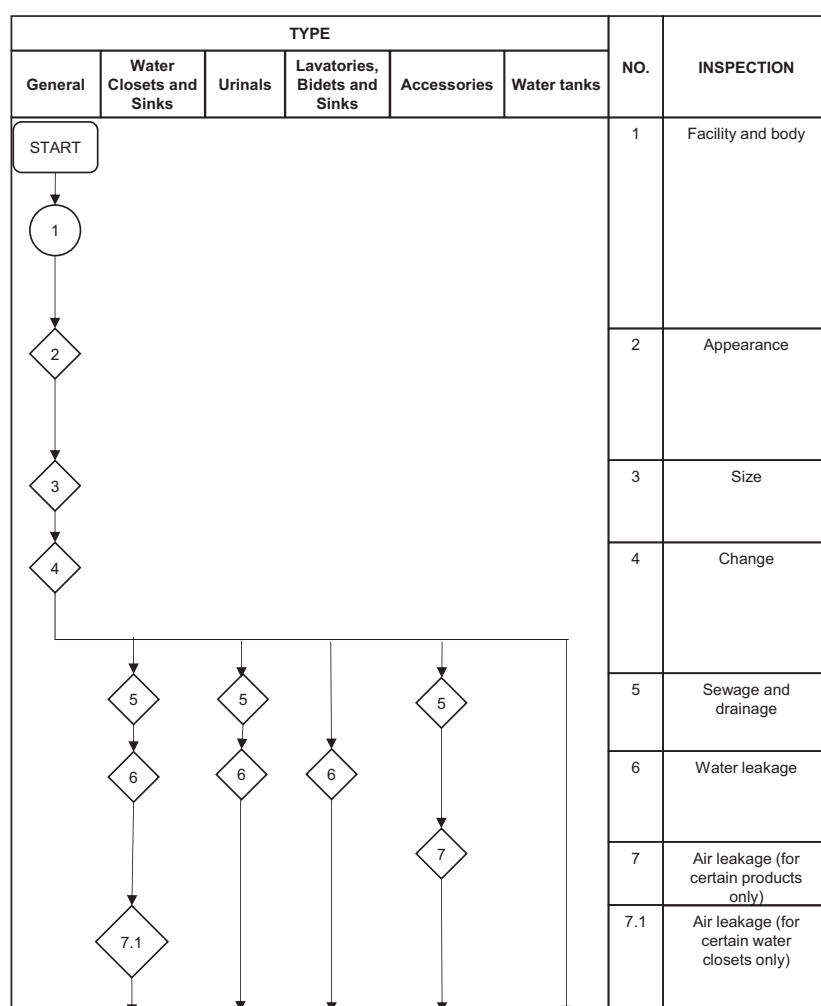 TYPE
General
Water
Closets and
Sinks
Urinals
Lavatories,
Bidets and
Sinks
Accessories
Water tanks
NO.
INSPECTION
START
1
1
Facility and body
2
2
Appearance
3
3
Size
4
4
Change
5
5
5
5
Sewage and
drainage
6
6
6
6
Water leakage
7
7
Air leakage (for
certain products
only)
7.1
7.1
Air leakage (for
certain water
closets only)